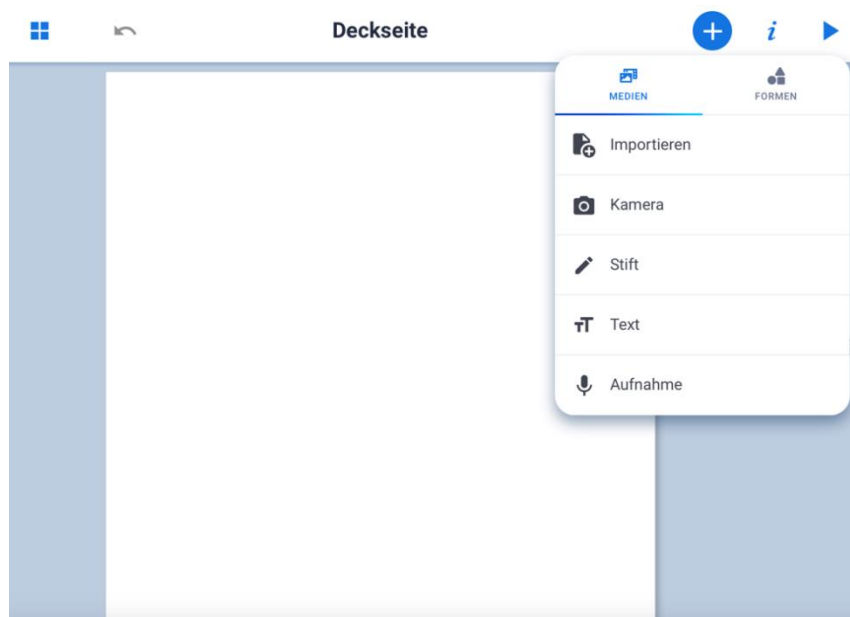 Deckseite
MEDIEN
FORMEN
Importieren
Kamera
Stift
Text
Aufnahme